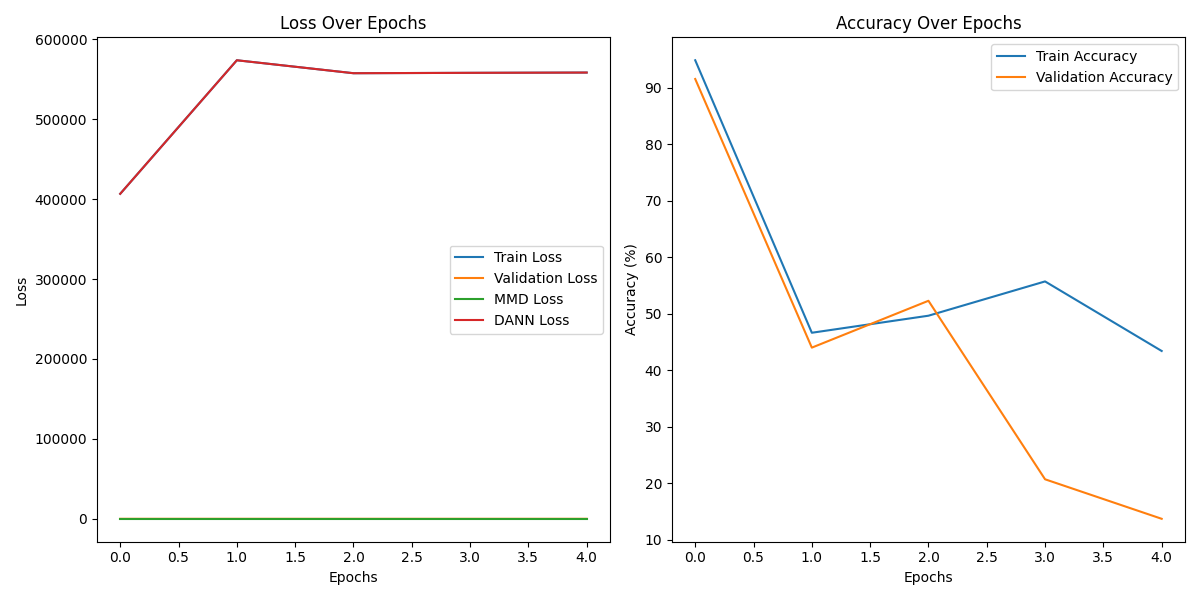 Loss Over Epochs
600000
500000
400000
300000
200000
100000
0
Loss
Train Loss
Validation Loss
MMD Loss
DANN Loss
0.0 0.5 1.0 1.5 2.0 2.5 3.0 3.5 4.0
Epochs
Accuracy Over Epochs
90
80
70
60
50
40
30
20
10
Accuracy (%)
Train Accuracy
Validation Accuracy
0.0 0.5 1.0 1.5 2.0 2.5 3.0 3.5 4.0
Epochs